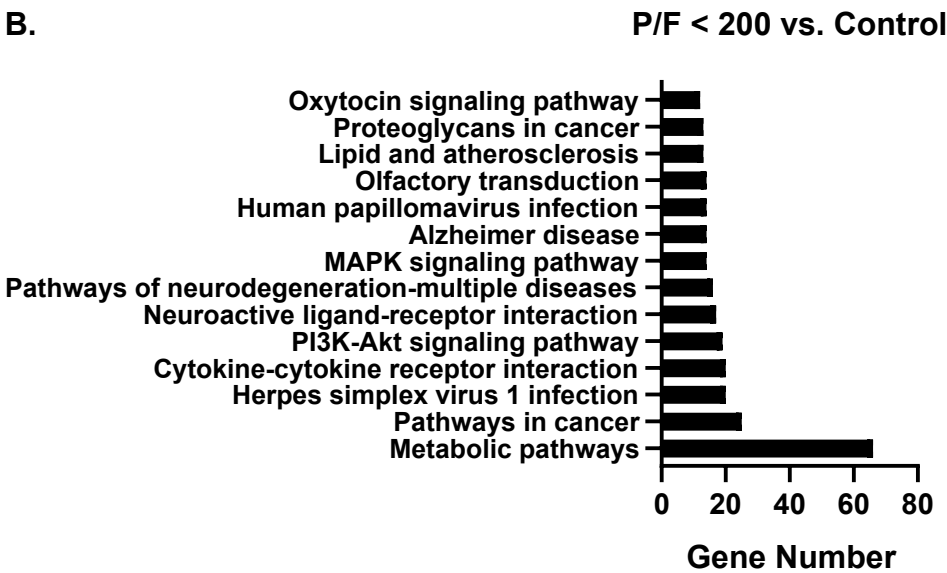 B.
P/F < 200 vs. Control
Oxytocin signaling pathway
Proteoglycans in cancer
Lipid and atherosclerosis
Olfactory transduction
Human papillomavirus infection
Alzheimer disease
MAPK signaling pathway
Pathways of neurodegeneration-multiple diseases
Neuroactive ligand-receptor interaction
PI3K-Akt signaling pathway
Cytokine-cytokine receptor interaction
Herpes simplex virus 1 infection
Pathways in cancer
Metabolic pathways
0 20 40 60 80
Gene Number